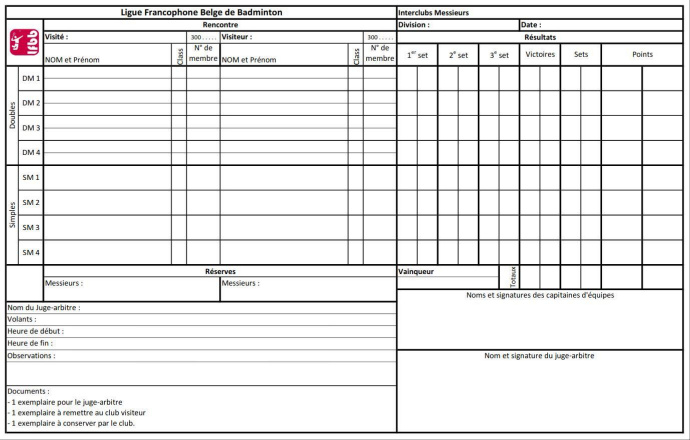 Ligue Francophone Belge de Badminton
Interclubs Messieurs
Rencontre
Division :
Date :
lfbb
Visité :
300 . . . . .
Visiteur :
300 . . . . .
Résultats
NOM et Prénom
Class
N° de
membre
NOM et Prénom
Class
N° de
membre
1er set
2e set
3e set
Victoires
Sets
Points
Doubles
DM 1
DM 2
DM 3
DM 4
Simples
SM 1
SM 2
SM 3
SM 4
Réserves
Vainqueur
Totaux
Messieurs :
Messieurs :
Noms et signatures des capitaines d'équipes
Nom du Juge-arbitre :
Volants :
Heure de début :
Heure de fin :
Observations :
Nom et signature du juge-arbitre
Documents :
- 1 exemplaire pour le juge-arbitre
- 1 exemplaire à remettre au club visiteur
- 1 exemplaire à conserver par le club.